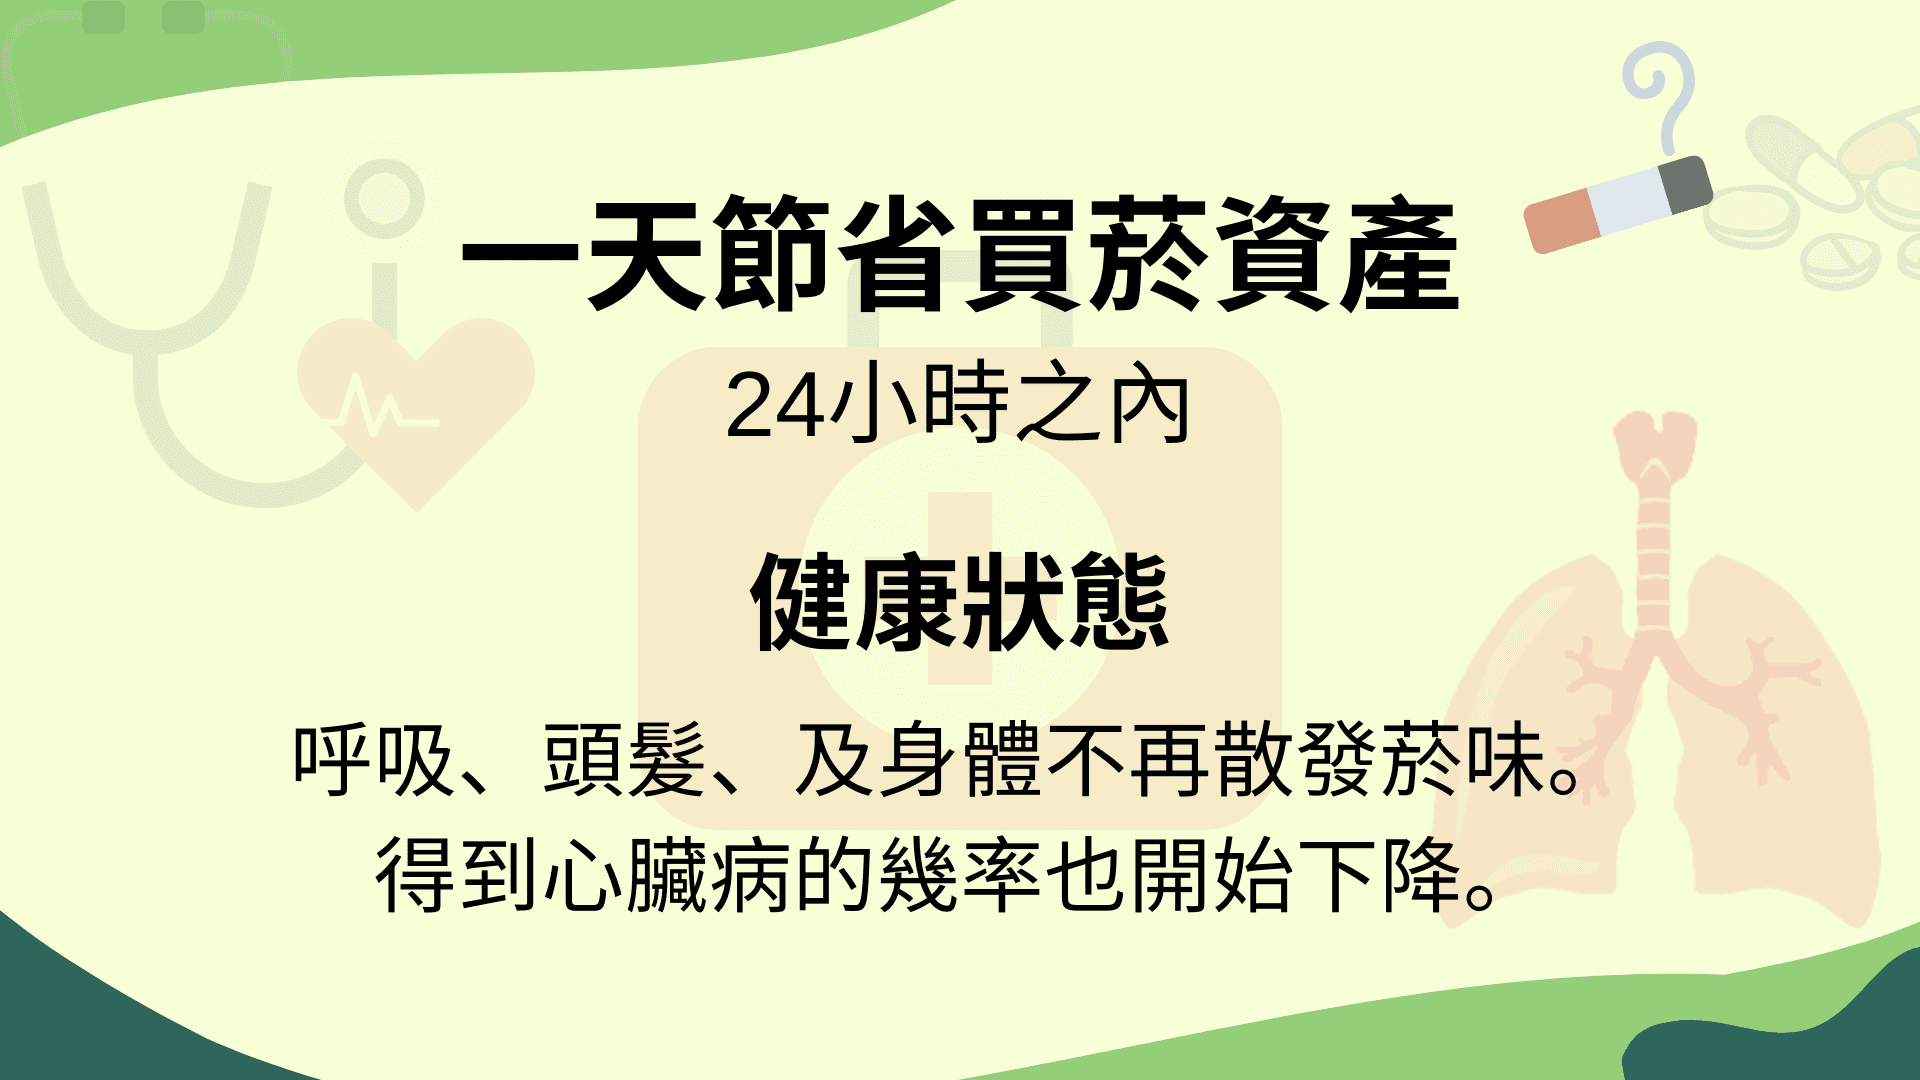 一天節省買菸資產
24小時之內
健康狀態
呼吸、頭髮、及身體不再散發菸味。
得到心臟病的幾率也開始下降。